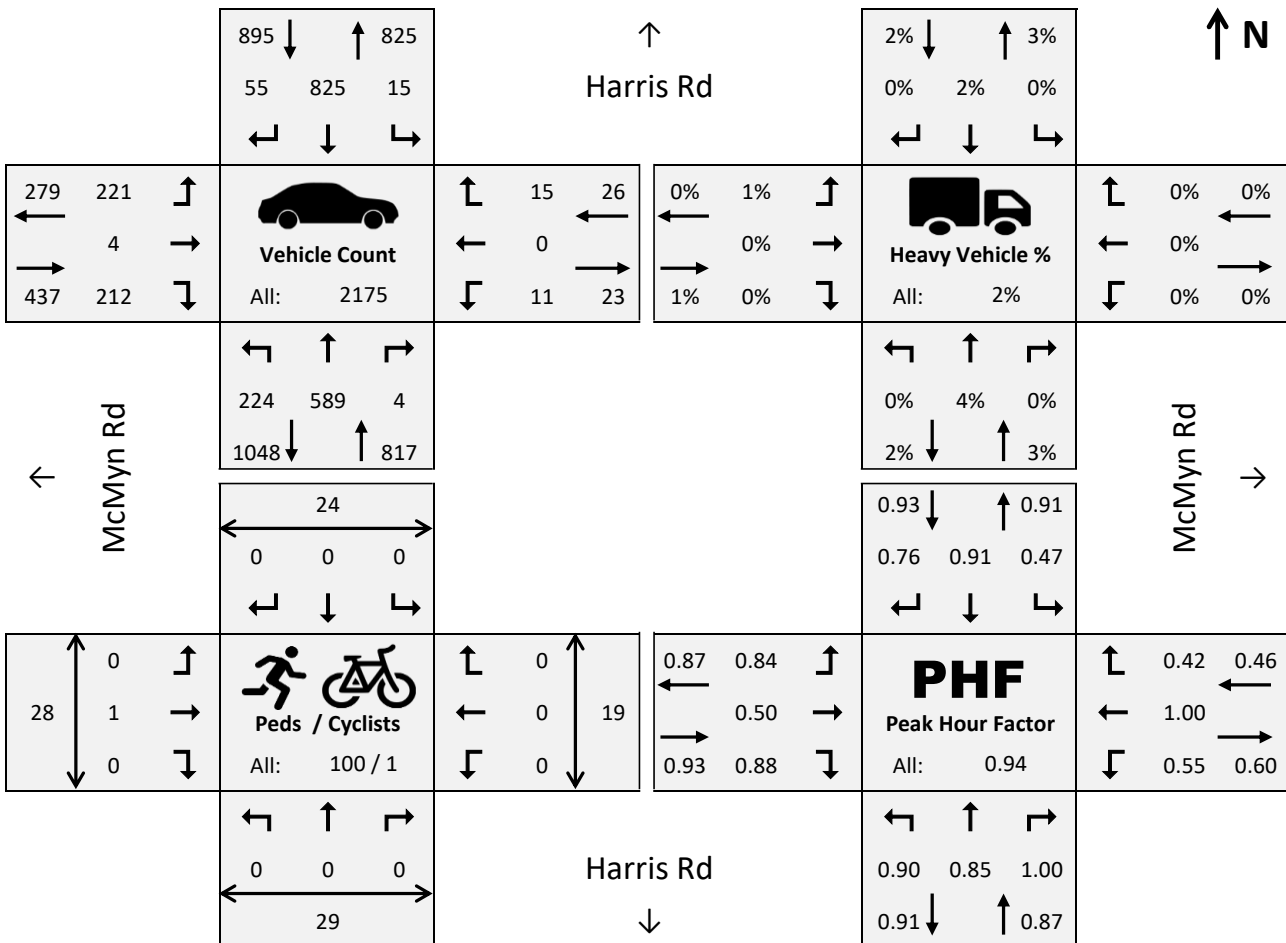 895 825 2% 3% N
Harris Rd
55 825 15 0% 2% 0%
279 221 15 26 0% 1% 0% 0%
4 Vehicle Count 0 0% Heavy Vehicle % 0%
437 212 All: 2175 11 23 1% 0% All: 2% 0% 0%
224 589 4 0% 4% 0%
1048 817 2% 3%
McMyn Rd McMyn Rd
24 0.93 0.91
0 0 0 0.76 0.91 0.47
0 0 0.87 0.84 PHF 0.42 0.46
28 1 Peds / Cyclists 0 19 0.50 Peak Hour Factor 1.00
0 All: 100 / 1 0 0.93 0.88 All: 0.94 0.55 0.60
0 0 0 Harris Rd 0.90 0.85 1.00
29 0.91 0.87